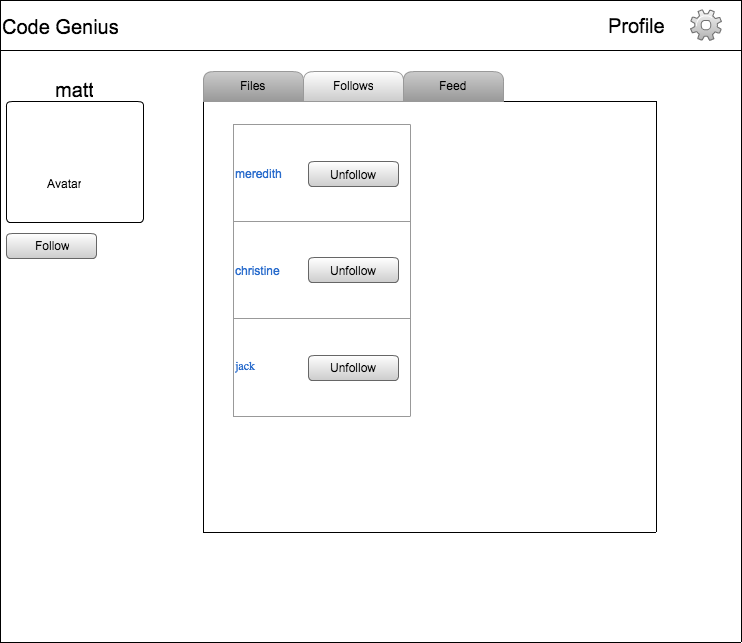 Code Genius
Profile
matt
Avatar
Follow
Files
Follows
Feed
meredith
Unfollow
christine
Unfollow
jack
Unfollow